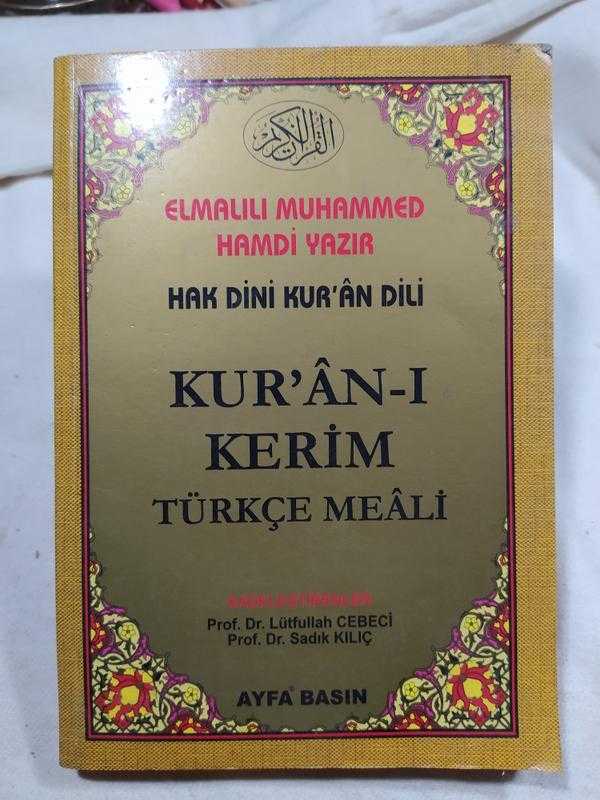 القرآن الكريم
ELMALILI MUHAMMED
HAMDİ YAZIR
HAK DİNİ KUR'ÂN DİLİ
KUR'ÂN-I
KERİM
TÜRKÇE MEÂLİ
SADELEŞTİRENLER
Prof. Dr. Lütfullah CEBECİ
Prof. Dr. Sadık KILIÇ
AYFA® BASIN